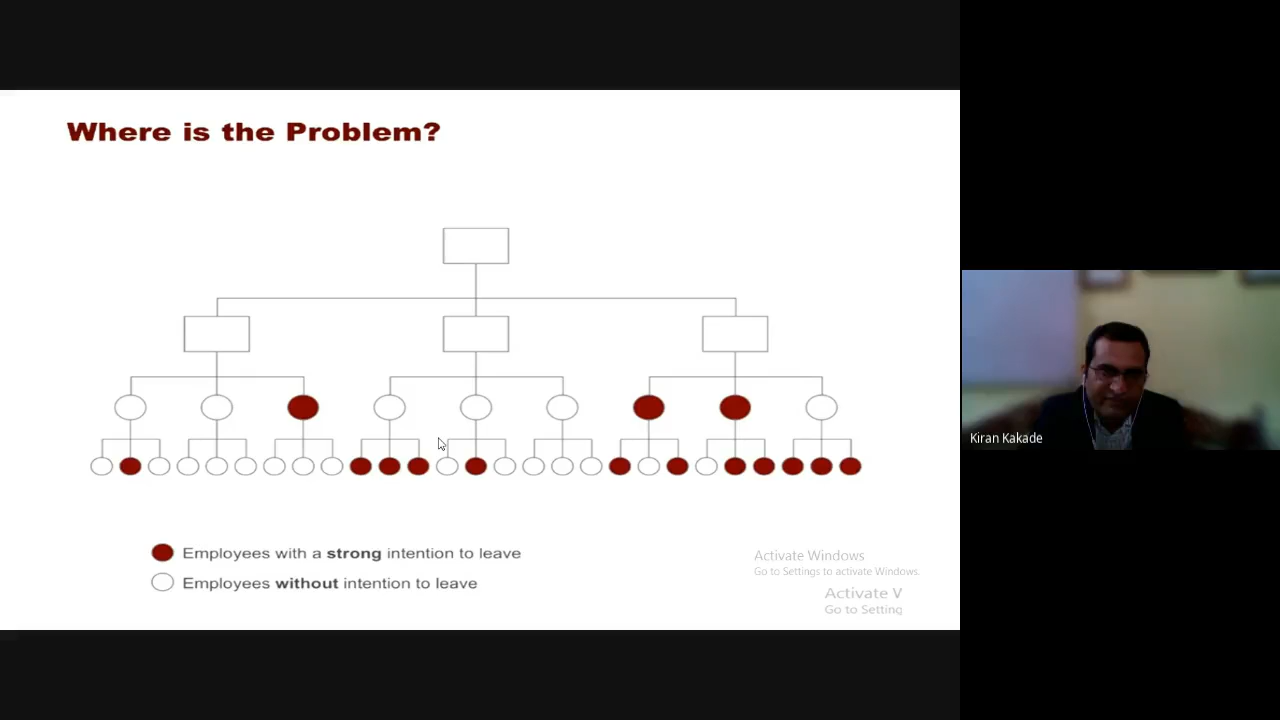 Where is the Problem?
Kiran Kakade
Employees with a strong intention to leave
Employees without intention to leave
Activate Windows
Go to Settings to activate Windows.
Activate V
Go to Setting